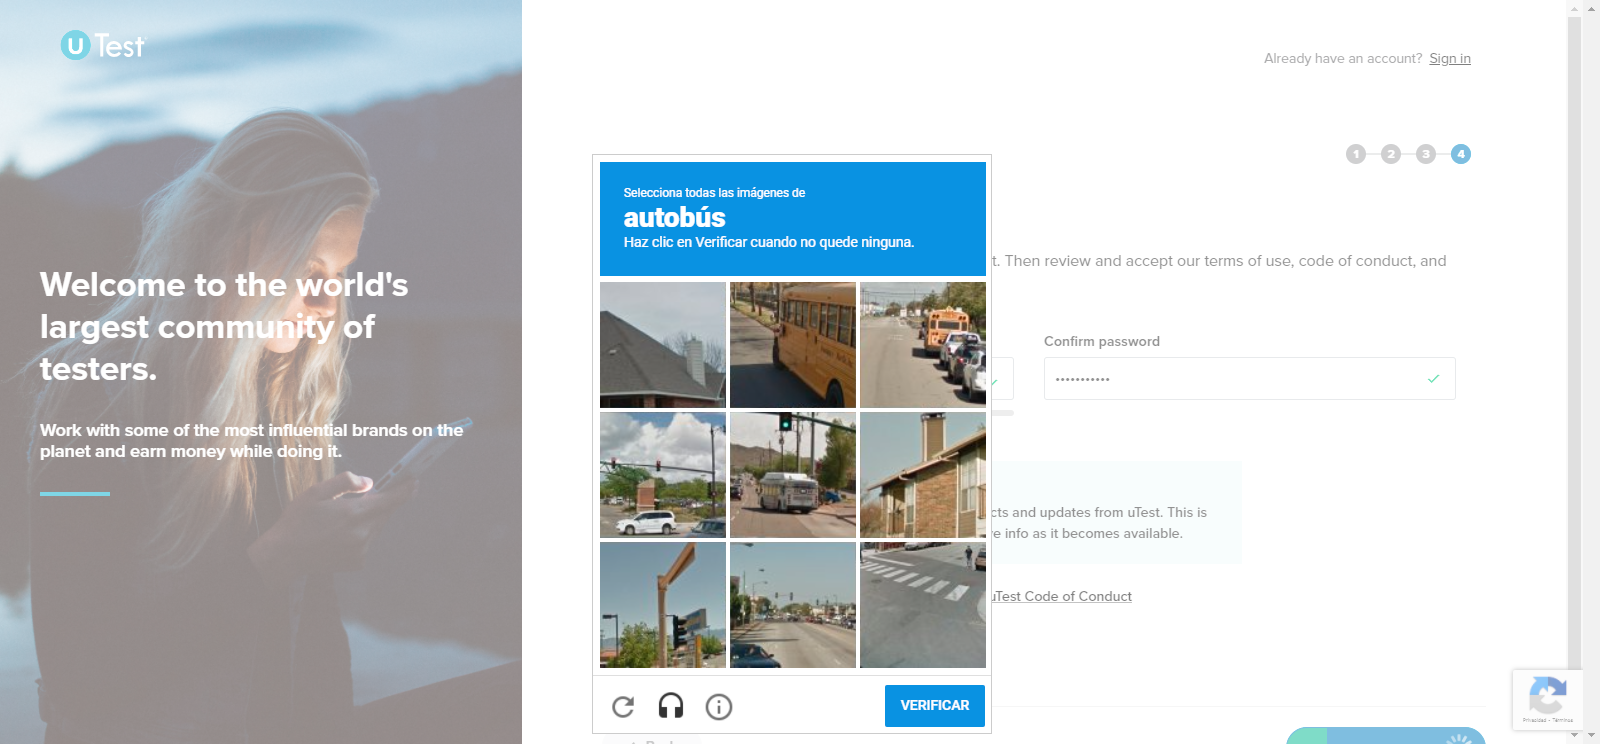 uTest
Already have an account? Sign in
1 2 3 4
Welcome to the world's
largest community of
testers.
Work with some of the most influential brands on the
planet and earn money while doing it.
Selecciona todas las imágenes de
autobús
Haz clic en Verificar cuando no quede ninguna.
VERIFICAR
t. Then review and accept our terms of use, code of conduct, and
Confirm password
cts and updates from uTest. This is
re info as it becomes available.
uTest Code of Conduct
Privacidad - Términos